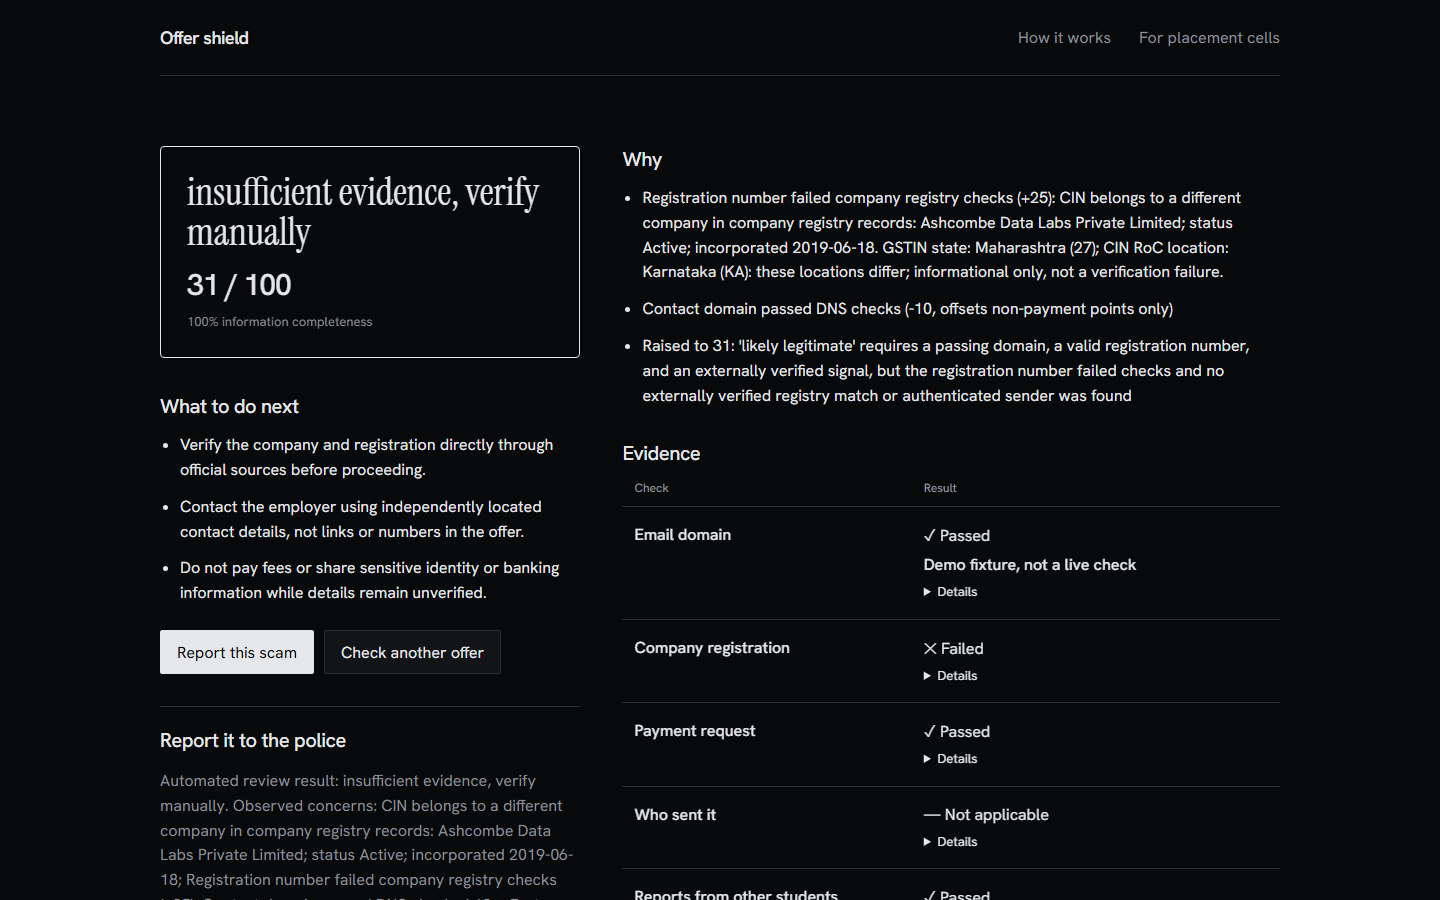 Offer shield
How it works
For placement cells
insufficient evidence, verify
manually
31 / 100
100% information completeness
What to do next
• Verify the company and registration directly through
official sources before proceeding.
• Contact the employer using independently located
contact details, not links or numbers in the offer.
• Do not pay fees or share sensitive identity or banking
information while details remain unverified.
Report this scam
Check another offer
Report it to the police
Automated review result: insufficient evidence, verify
manually. Observed concerns: CIN belongs to a different
company in company registry records: Ashcombe Data
Labs Private Limited; status Active; incorporated 2019-06-
18; Registration number failed company registry checks
Why
• Registration number failed company registry checks (+25): CIN belongs to a different
company in company registry records: Ashcombe Data Labs Private Limited; status
Active; incorporated 2019-06-18. GSTIN state: Maharashtra (27); CIN RoC location:
Karnataka (KA): these locations differ; informational only, not a verification failure.
• Contact domain passed DNS checks (-10, offsets non-payment points only)
• Raised to 31: 'likely legitimate' requires a passing domain, a valid registration number,
and an externally verified signal, but the registration number failed checks and no
externally verified registry match or authenticated sender was found
Evidence
Check
Result
Email domain
✓ Passed
Demo fixture, not a live check
▶ Details
Company registration
✕ Failed
▶ Details
Payment request
✓ Passed
▶ Details
Who sent it
— Not applicable
▶ Details
Reports from other students
✓ Passed